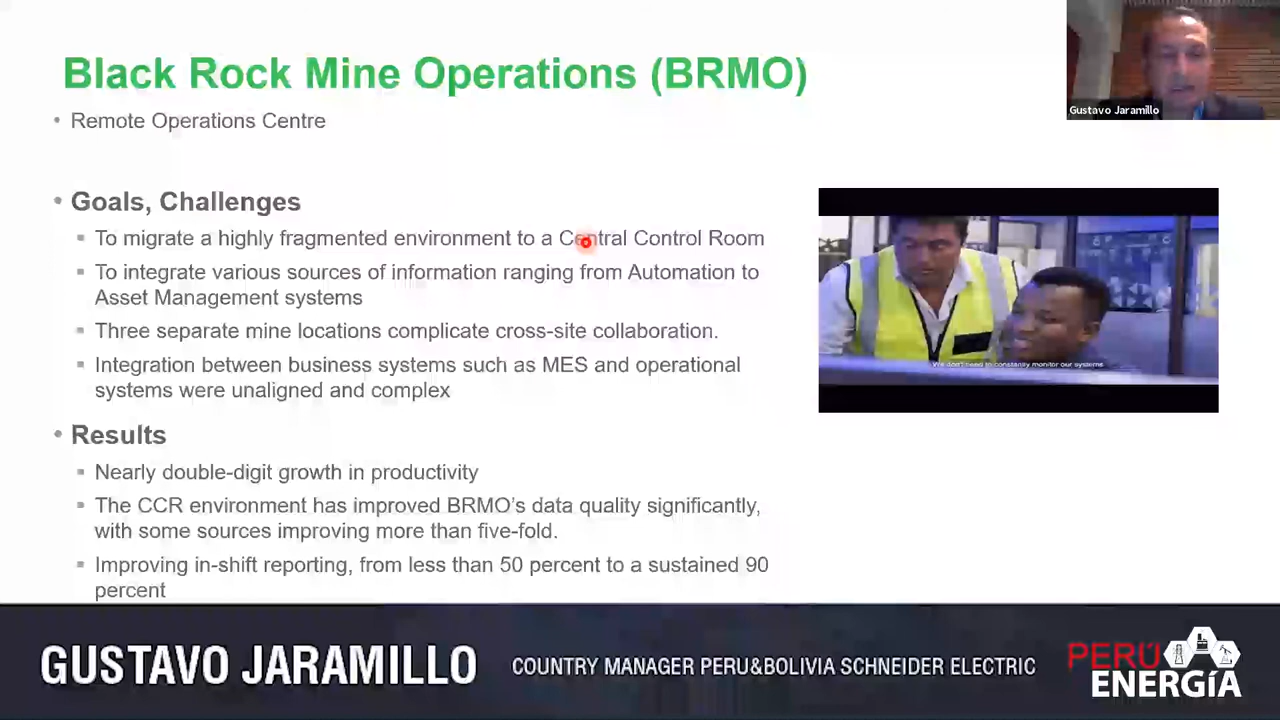 Black Rock Mine Operations (BRMO)
• Remote Operations Centre
Gustavo Jaramillo
• Goals, Challenges
▪ To migrate a highly fragmented environment to a Central Control Room
▪ To integrate various sources of information ranging from Automation to
Asset Management systems
▪ Three separate mine locations complicate cross-site collaboration.
▪ Integration between business systems such as MES and operational
systems were unaligned and complex
We don't need to constantly monitor our systems
• Results
▪ Nearly double-digit growth in productivity
▪ The CCR environment has improved BRMO's data quality significantly,
with some sources improving more than five-fold.
▪ Improving in-shift reporting, from less than 50 percent to a sustained 90
percent
GUSTAVO JARAMILLO
COUNTRY MANAGER PERU&BOLIVIA SCHNEIDER ELECTRIC
PERÚ
ENERGÍA